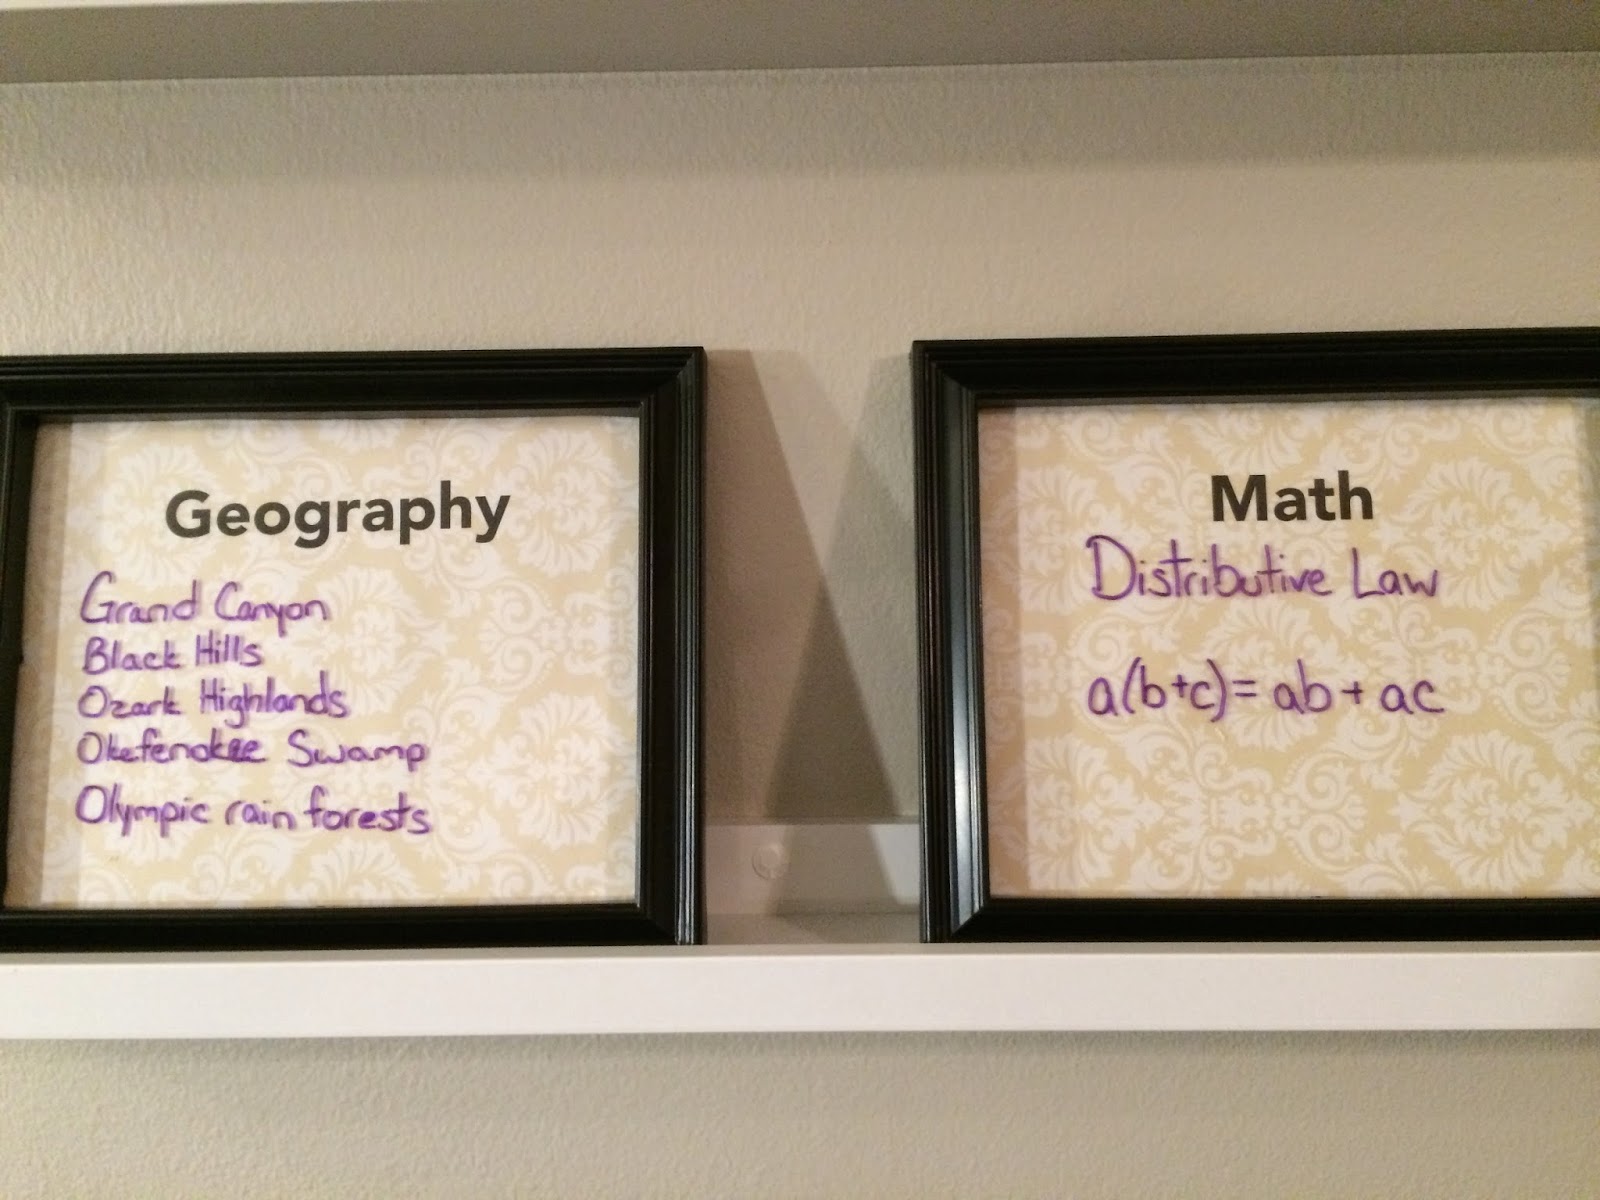 Geography
Grand Canyon
Black Hills
Ozark Highlands
Okefenokee Swamp
Olympic rain forests
Math
Distributive Law
a(b+c)= ab+ ac